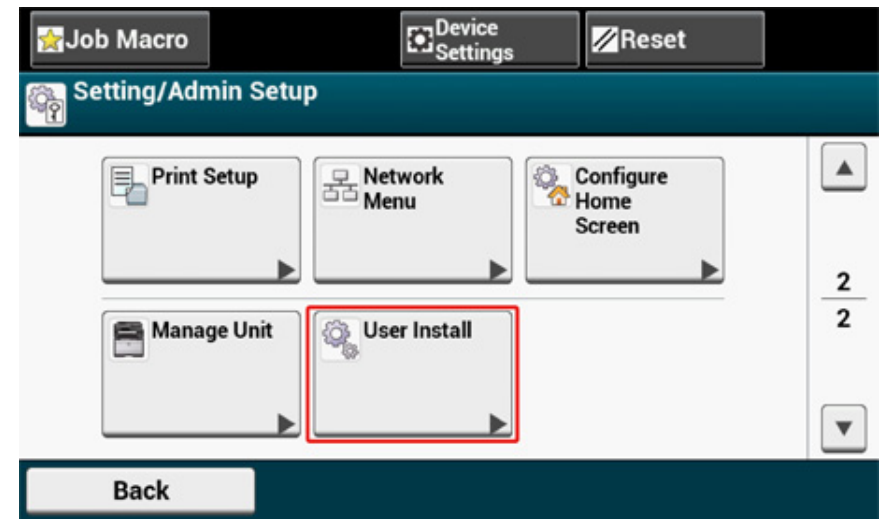 Job Macro
Device
Settings
Reset
Setting/Admin Setup
Print Setup
Network
Menu
Configure
Home
Screen
2
2
Manage Unit
User Install
Back